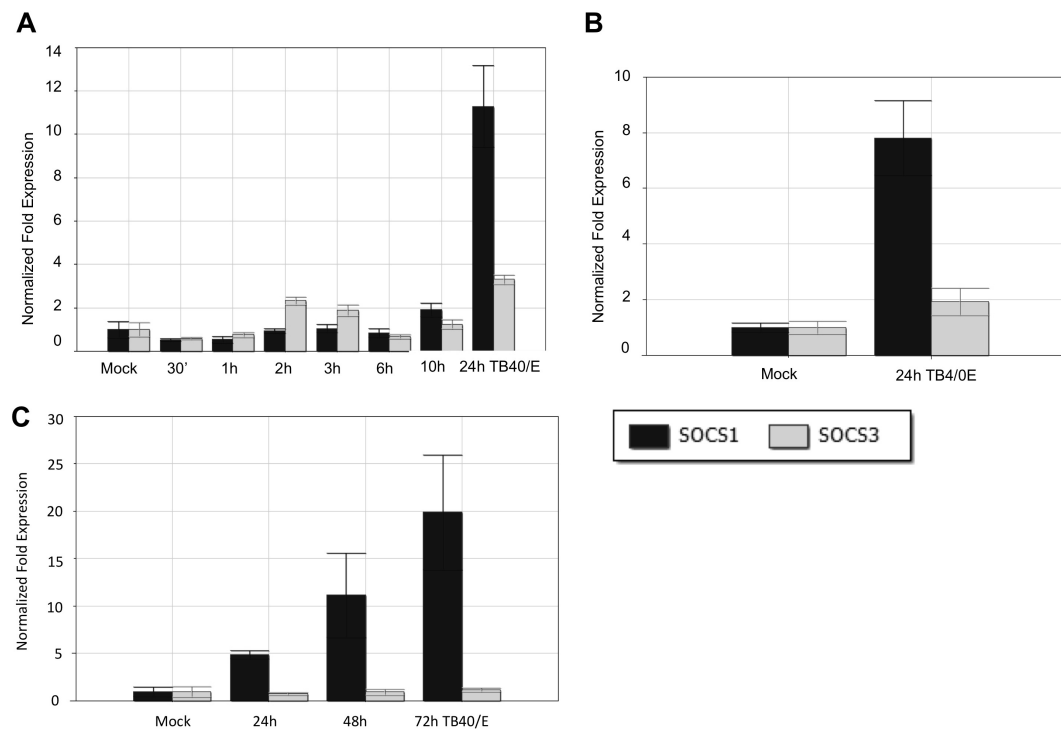 A
Normalized Fold Expression
14
12
10
8
6
4
2
0
Mock 30' 1h 2h 3h 6h 10h 24h TB40/E
B
Normalized Fold Expression
10
8
6
4
2
0
Mock 24h TB4/0E
SOCS1 SOCS3
C
Normalized Fold Expression
30
25
20
15
10
5
0
Mock 24h 48h 72h TB40/E